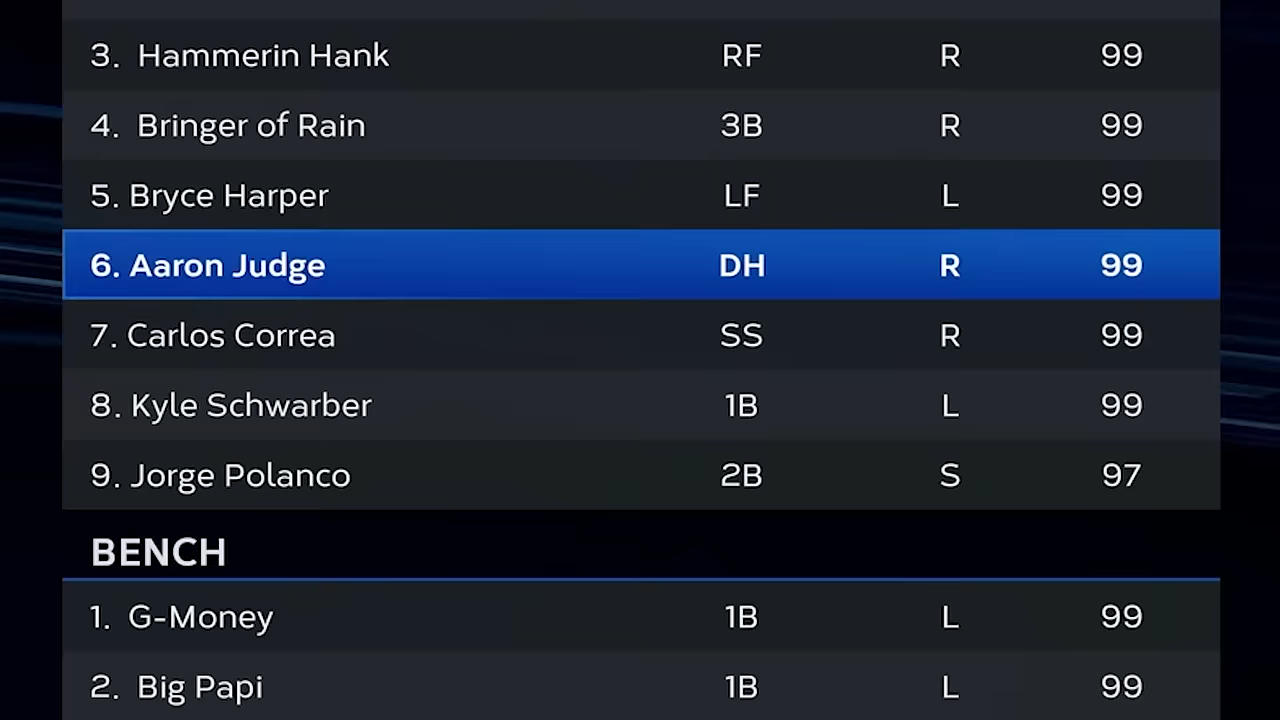 3. Hammerin Hank RF R 99
4. Bringer of Rain 3B R 99
5. Bryce Harper LF L 99
6. Aaron Judge DH R 99
7. Carlos Correa SS R 99
8. Kyle Schwarber 1B L 99
9. Jorge Polanco 2B S 97
BENCH
1. G-Money 1B L 99
2. Big Papi 1B L 99